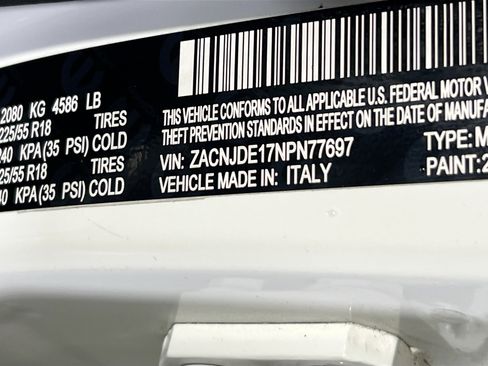 2080 KG 4586 LB
225/55 R18 TIRES
240 KPA(35 PSI) COLD
25/55 R18 TIRES
40 KPA(35 PSI) COLD
THIS VEHICLE CONFORMS TO ALL APPLICABLE U.S. FEDERAL MOTOR
THEFT PREVENTION STANDARDS IN EFFECT ON THE DATE OF MANUFA
VIN: ZACNJDE17NPN77697 TYPE: M
VEHICLE MADE IN: ITALY PAINT: 2